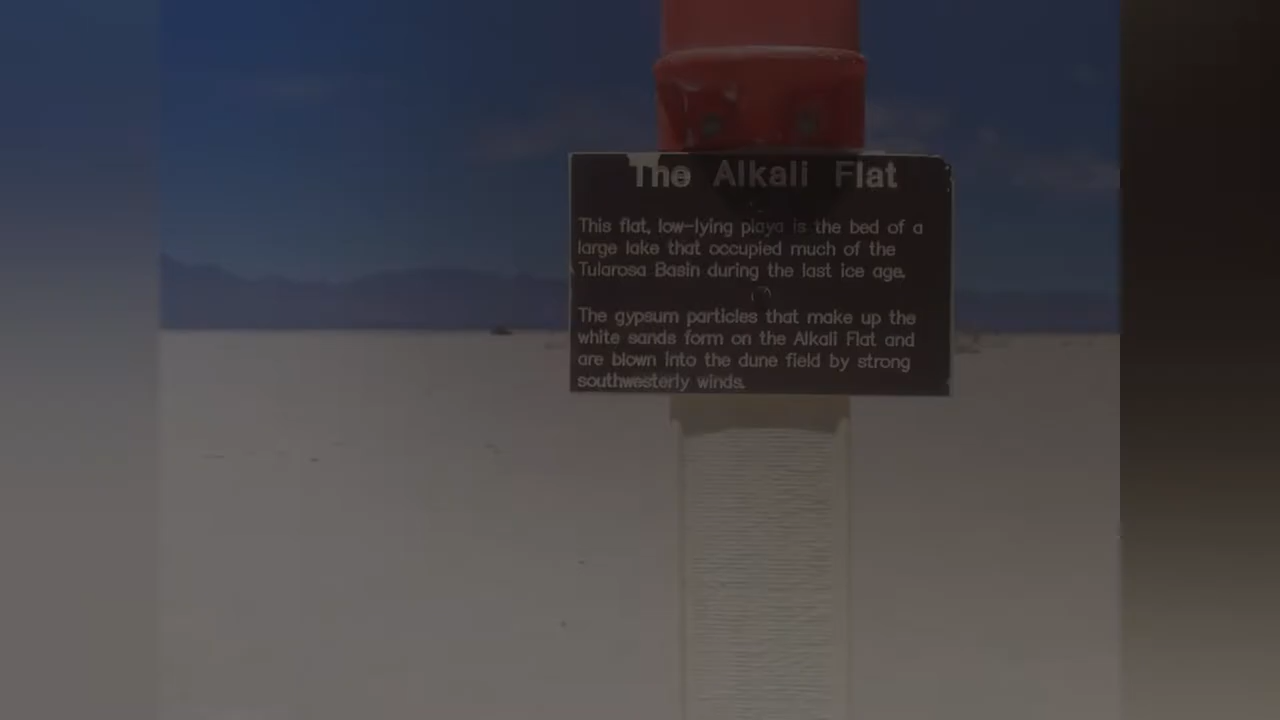 The Alkali Flat
This flat, low-lying playa is the bed of a
large lake that occupied much of the
Tularosa Basin during the last ice age.
The gypsum particles that make up the
white sands form on the Alkali Flat and
are blown into the dune field by strong
southwesterly winds.